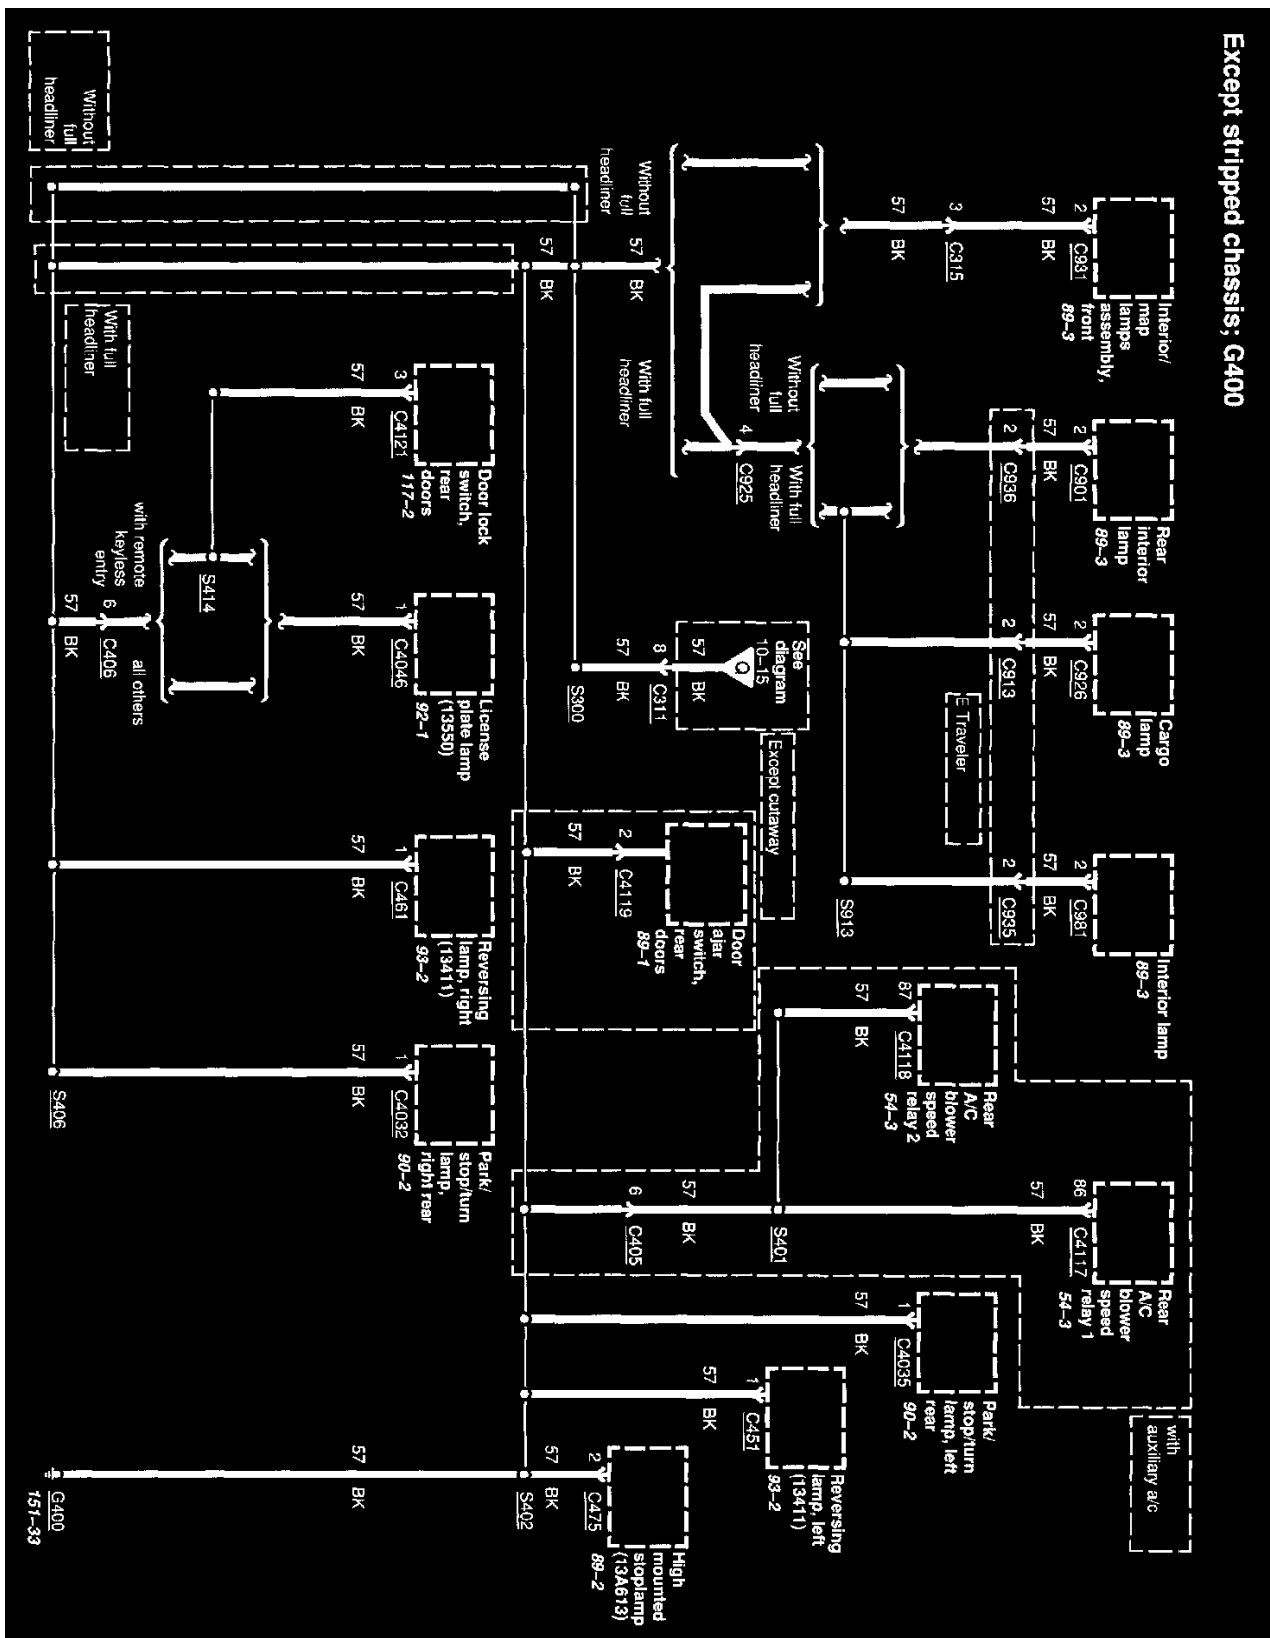 Except stripped chassis; G400
Interior/
map
lamps
assembly,
front
89–3
2
C931
57
BK
3
C315
57
BK
Rear
interior
lamp
89–3
2
C901
57
BK
2
C936
Cargo
lamp
89–3
2
C926
57
BK
2
C913
Interior lamp
89–3
2
C981
57
BK
2
C935
E Traveler
S913
Without
full
headliner
With full
headliner
4
C925
Without
full
headliner
With full
headliner
57
BK
57
BK
See
diagram
10–15
Q
57
BK
8
C311
57
BK
S300
Except cutaway
Door
ajar
switch,
rear
doors
89–1
2
C4119
57
BK
Rear
A/C
blower
speed
relay 2
54–3
87
C4118
57
BK
Rear
A/C
blower
speed
relay 1
54–3
86
C4117
57
BK
S401
57
BK
6
C405
with
auxiliary a/c
Park/
stop/turn
lamp, left
rear
90–2
1
C4035
57
BK
Reversing
lamp, left
(13411)
93–2
1
C451
57
BK
High
mounted
stoplamp
(13A613)
89–2
2
C475
57
BK
S402
57
BK
G400
151–33
Without
full
headliner
With full
headliner
Door lock
switch,
rear
doors
117–2
3
C4121
57
BK
S414
License
plate lamp
(13550)
92–1
1
C4046
57
BK
with remote
keyless
entry
all others
6
C406
57
BK
Reversing
lamp, right
(13411)
93–2
1
C461
57
BK
Park/
stop/turn
lamp,
right rear
90–2
1
C4032
57
BK
S406